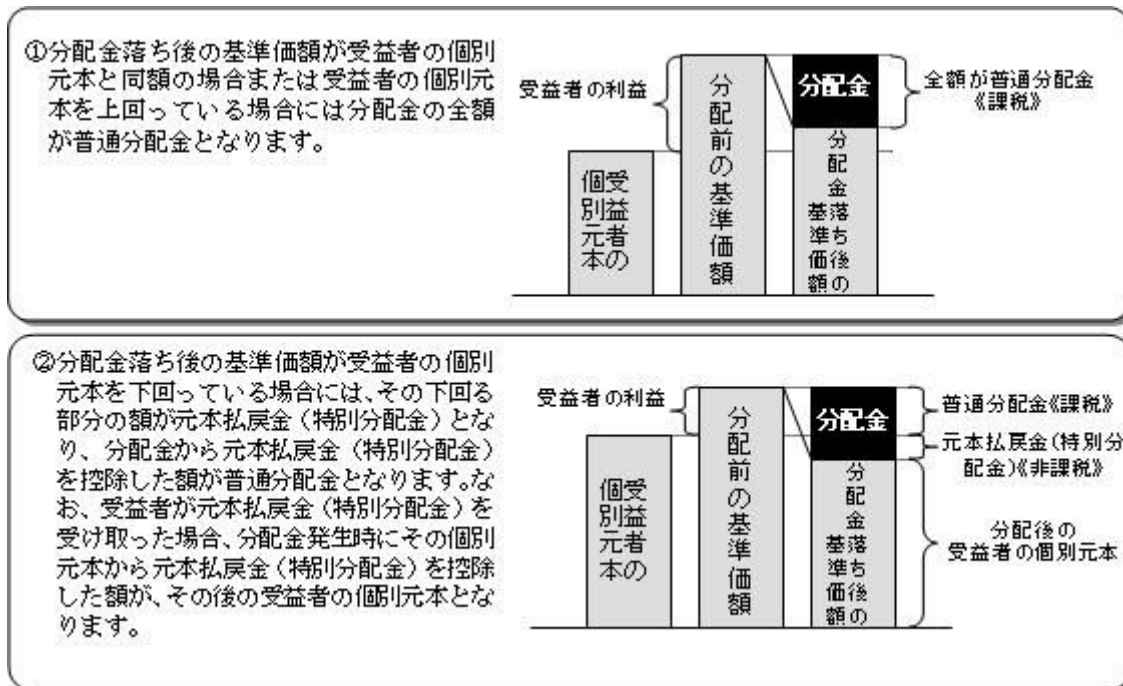 ①分配金落ち後の基準価額が受益者の個別
元本と同額の場合または受益者の個別元
本を上回っている場合には分配金の全額
が普通分配金となります。
受益者の利益
受益者の
個別元本
分配前の基準価額
分配金
分配金落ち後の
基準価額
全額が普通分配金
《課税》
②分配金落ち後の基準価額が受益者の個別
元本を下回っている場合には、その下回る
部分の額が元本払戻金（特別分配金）とな
り、分配金から元本払戻金（特別分配金）
を控除した額が普通分配金となります。な
お、受益者が元本払戻金（特別分配金）を
受け取った場合、分配金発生時にその個別
元本から元本払戻金（特別分配金）を控除
した額が、その後の受益者の個別元本とな
ります。
受益者の利益
受益者の
個別元本
分配前の基準価額
分配金
分配金落ち後の
基準価額
普通分配金《課税》
元本払戻金(特別分
配金)《非課税》
分配後の
受益者の個別元本